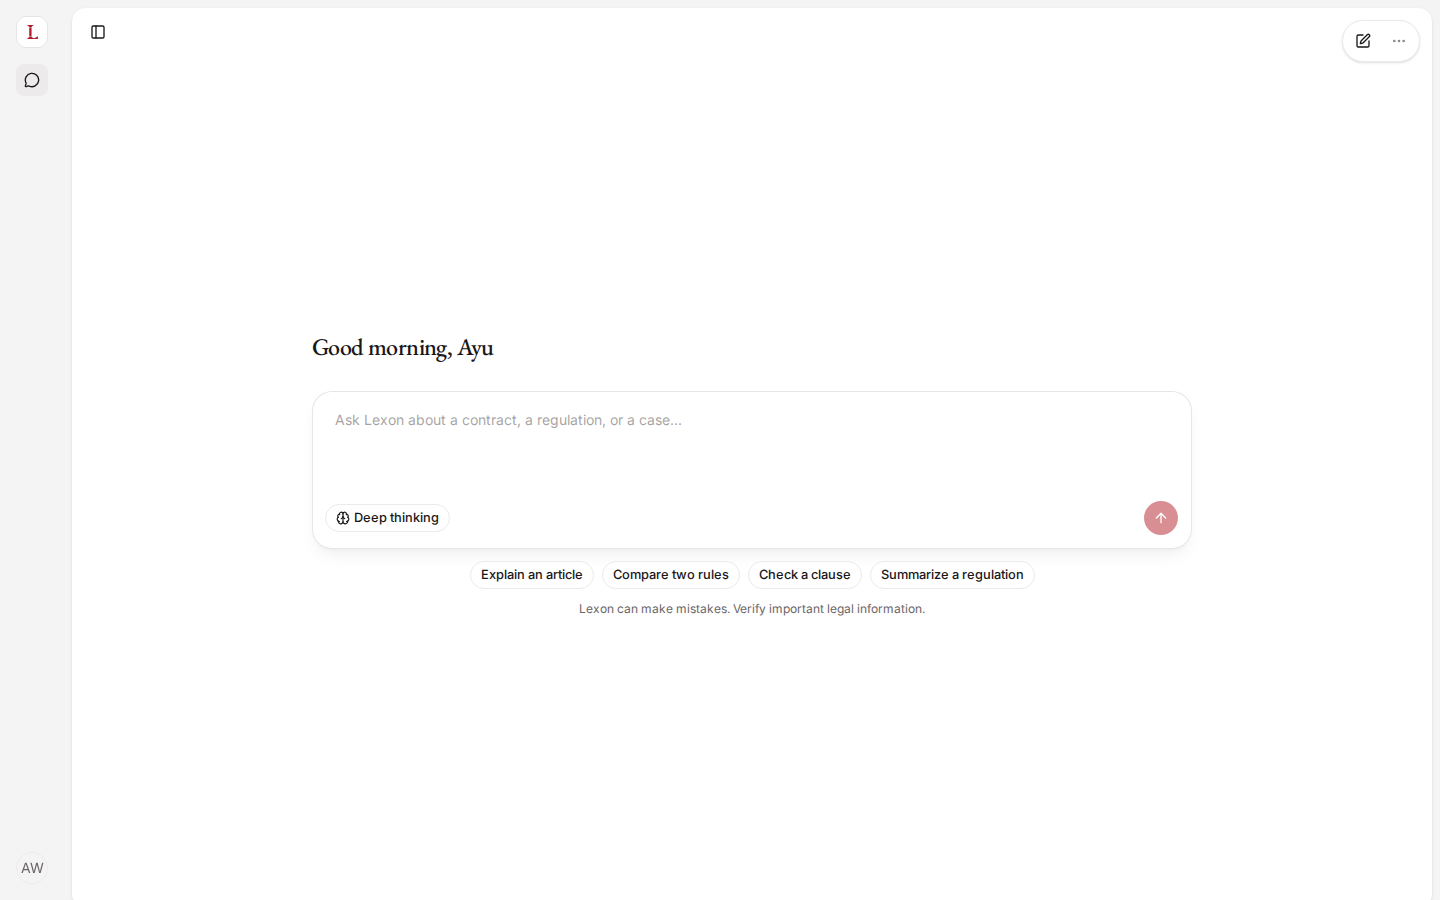 L
Good morning, Ayu
Ask Lexon about a contract, a regulation, or a case...
Deep thinking
Explain an article
Compare two rules
Check a clause
Summarize a regulation
Lexon can make mistakes. Verify important legal information.
AW